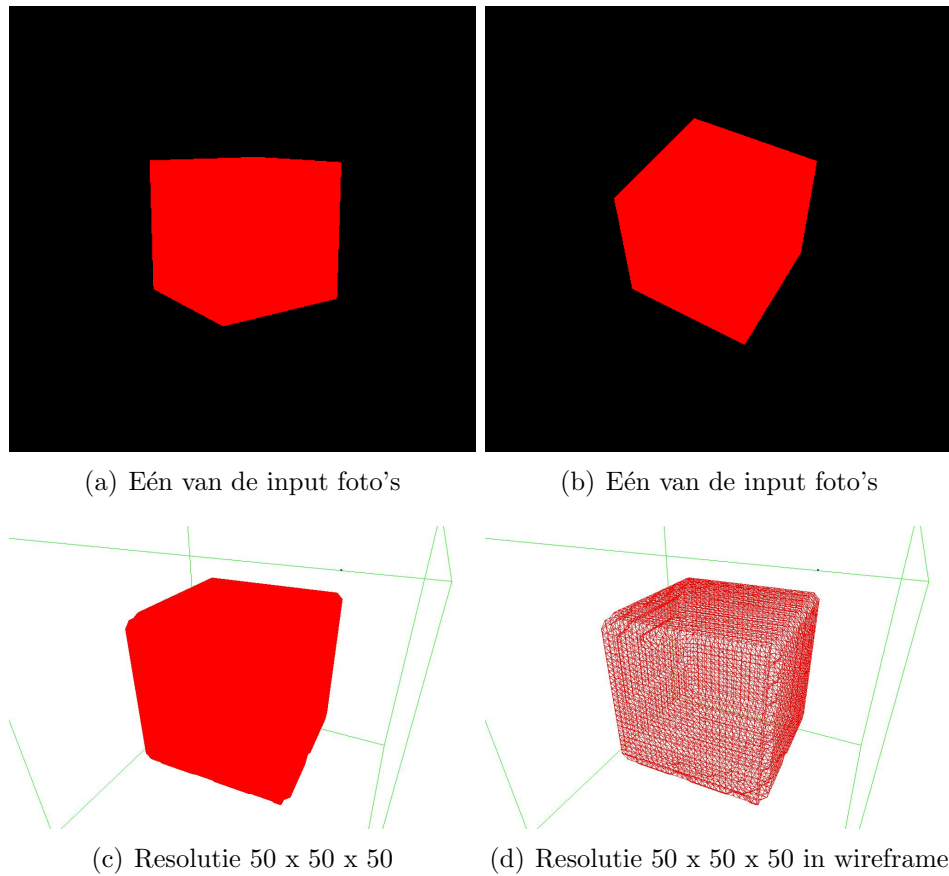 (a) Eén van de input foto's
(b) Eén van de input foto's
(c) Resolutie 50 x 50 x 50
(d) Resolutie 50 x 50 x 50 in wireframe